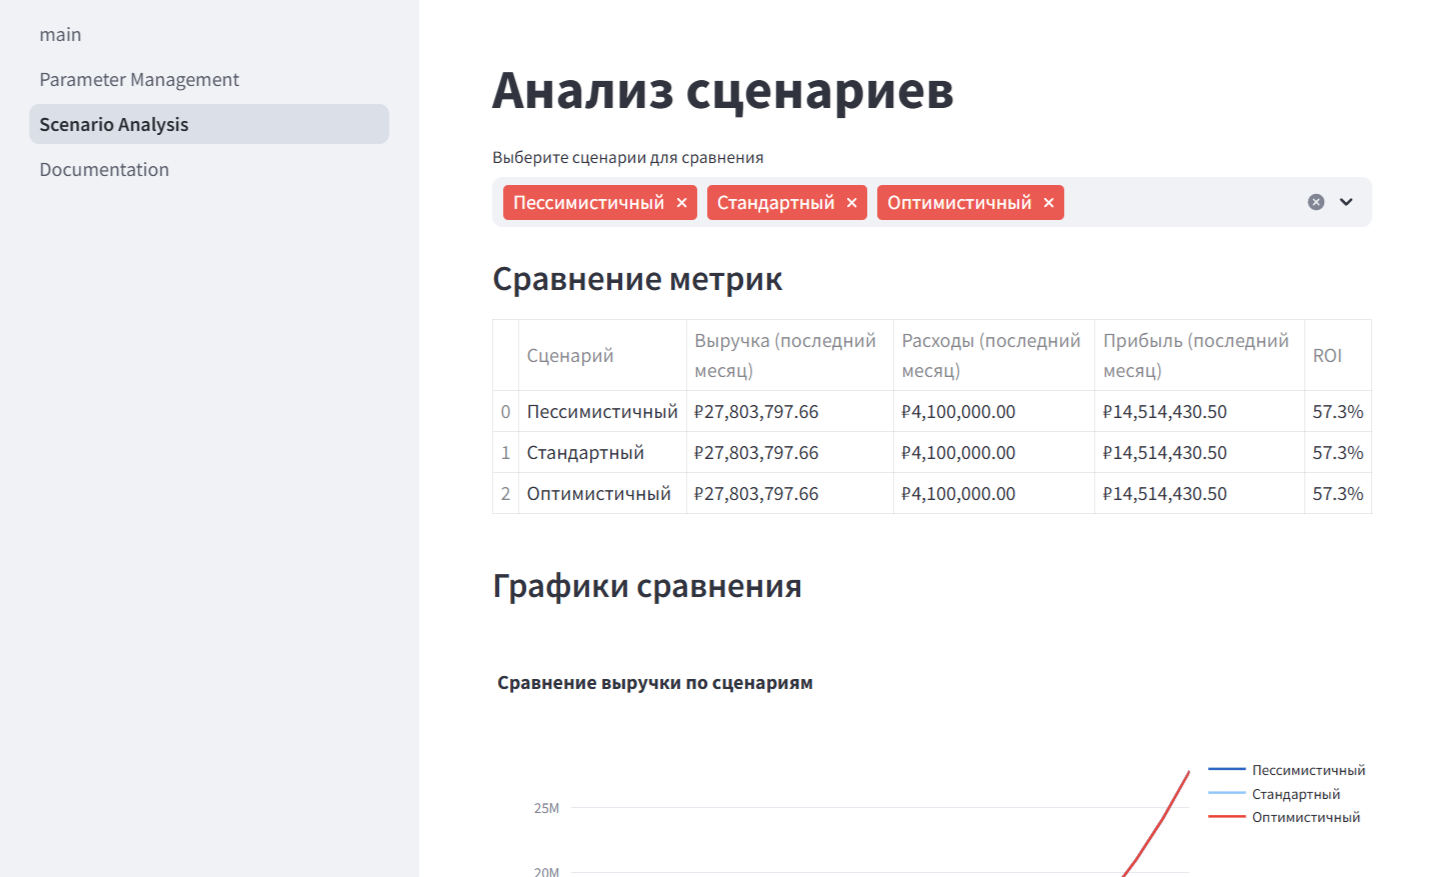 main
Parameter Management
Scenario Analysis
Documentation
Анализ сценариев
Выберите сценарии для сравнения
Пессимистичный Стандартный Оптимистичный
Сравнение метрик
Сценарий Выручка (последний месяц) Расходы (последний месяц) Прибыль (последний месяц) ROI
0 Пессимистичный ₽27,803,797.66 ₽4,100,000.00 ₽14,514,430.50 57.3%
1 Стандартный ₽27,803,797.66 ₽4,100,000.00 ₽14,514,430.50 57.3%
2 Оптимистичный ₽27,803,797.66 ₽4,100,000.00 ₽14,514,430.50 57.3%
Графики сравнения
Сравнение выручки по сценариям
Пессимистичный
Стандартный
Оптимистичный
25M
20M